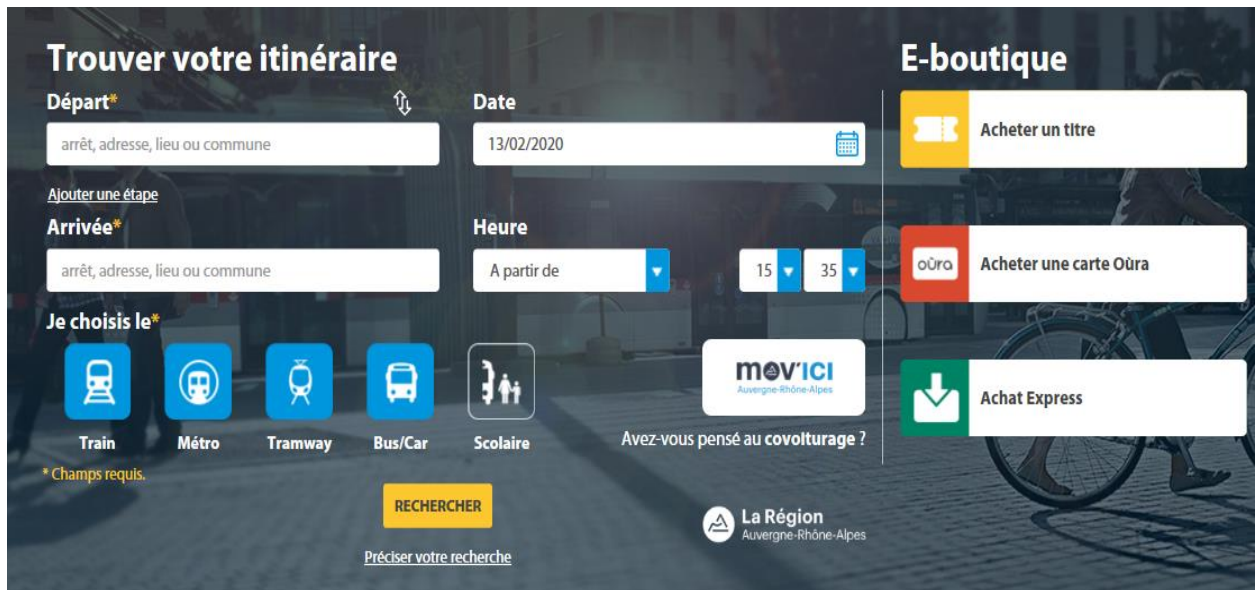 Trouver votre itinéraire
Départ*
arrêt, adresse, lieu ou commune
Ajouter une étape
Arrivée*
arrêt, adresse, lieu ou commune
Date
13/02/2020
Heure
A partir de
15
35
Je choisis le*
Train
Métro
Tramway
Bus/Car
Scolaire
* Champs requis.
mov'ICI
Auvergne-Rhône-Alpes
Avez-vous pensé au covoiturage ?
RECHERCHER
Préciser votre recherche
La Région
Auvergne-Rhône-Alpes
E-boutique
Acheter un titre
oùra
Acheter une carte Oùra
Achat Express